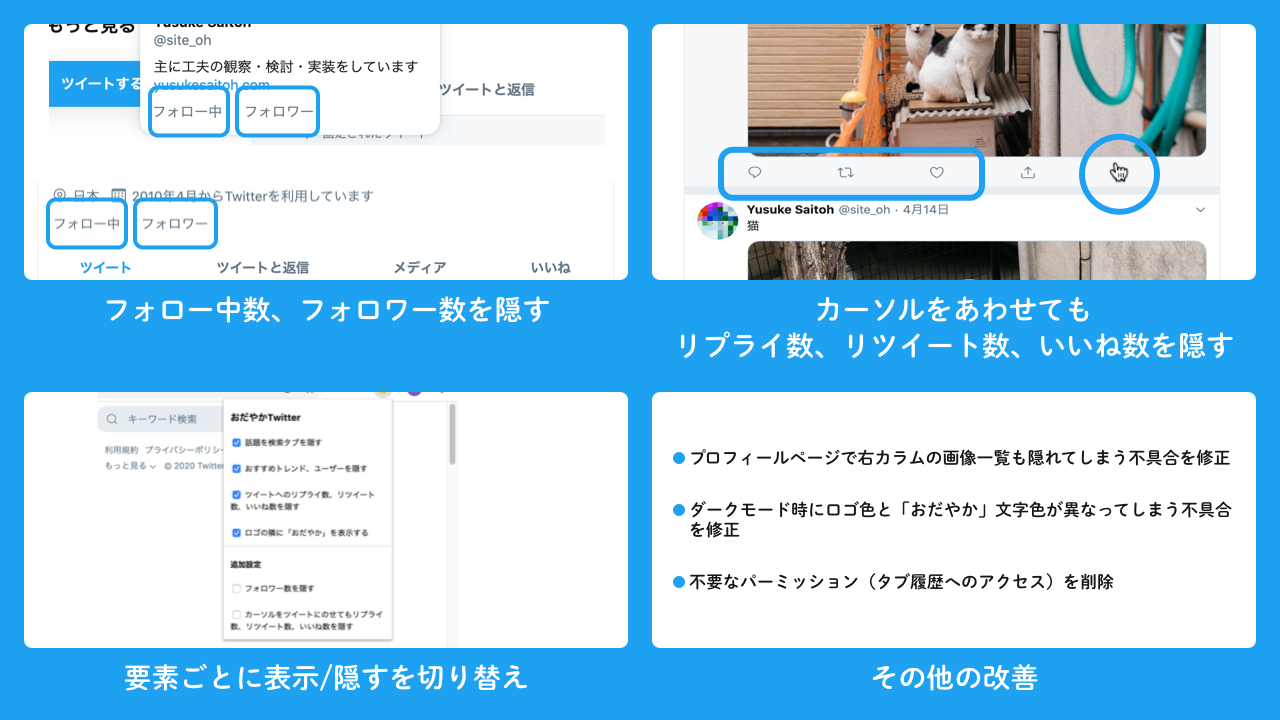 もっと見る
Yusuke Saitoh
@site_oh
主に工夫の観察・検討・実装をしています
yusukesaitoh.com
ツイートする
フォロー中
フォロワー
ツイートと返信
固定されたツイート
日本
2010年4月からTwitterを利用しています
フォロー中
フォロワー
ツイート
ツイートと返信
メディア
いいね
フォロー中数、フォロワー数を隠す
Yusuke Saitoh @site_oh · 4月14日
猫
カーソルをあわせても
リプライ数、リツイート数、いいね数を隠す
キーワード検索
利用規約 プライバシーポリシー
もっと見る © 2020 Twitter
おだやかTwitter
話題を検索タブを隠す
おすすめトレンド、ユーザーを隠す
ツイートへのリプライ数、リツイート
数、いいね数を隠す
ロゴの隣に「おだやか」を表示する
追加設定
フォロワー数を隠す
カーソルをツイートにのせてもリプライ
数、リツイート数、いいね数を隠す
要素ごとに表示/隠すを切り替え
プロフィールページで右カラムの画像一覧も隠れてしまう不具合を修正
ダークモード時にロゴ色と「おだやか」文字色が異なってしまう不具合
を修正
不要なパーミッション（タブ履歴へのアクセス）を削除
その他の改善